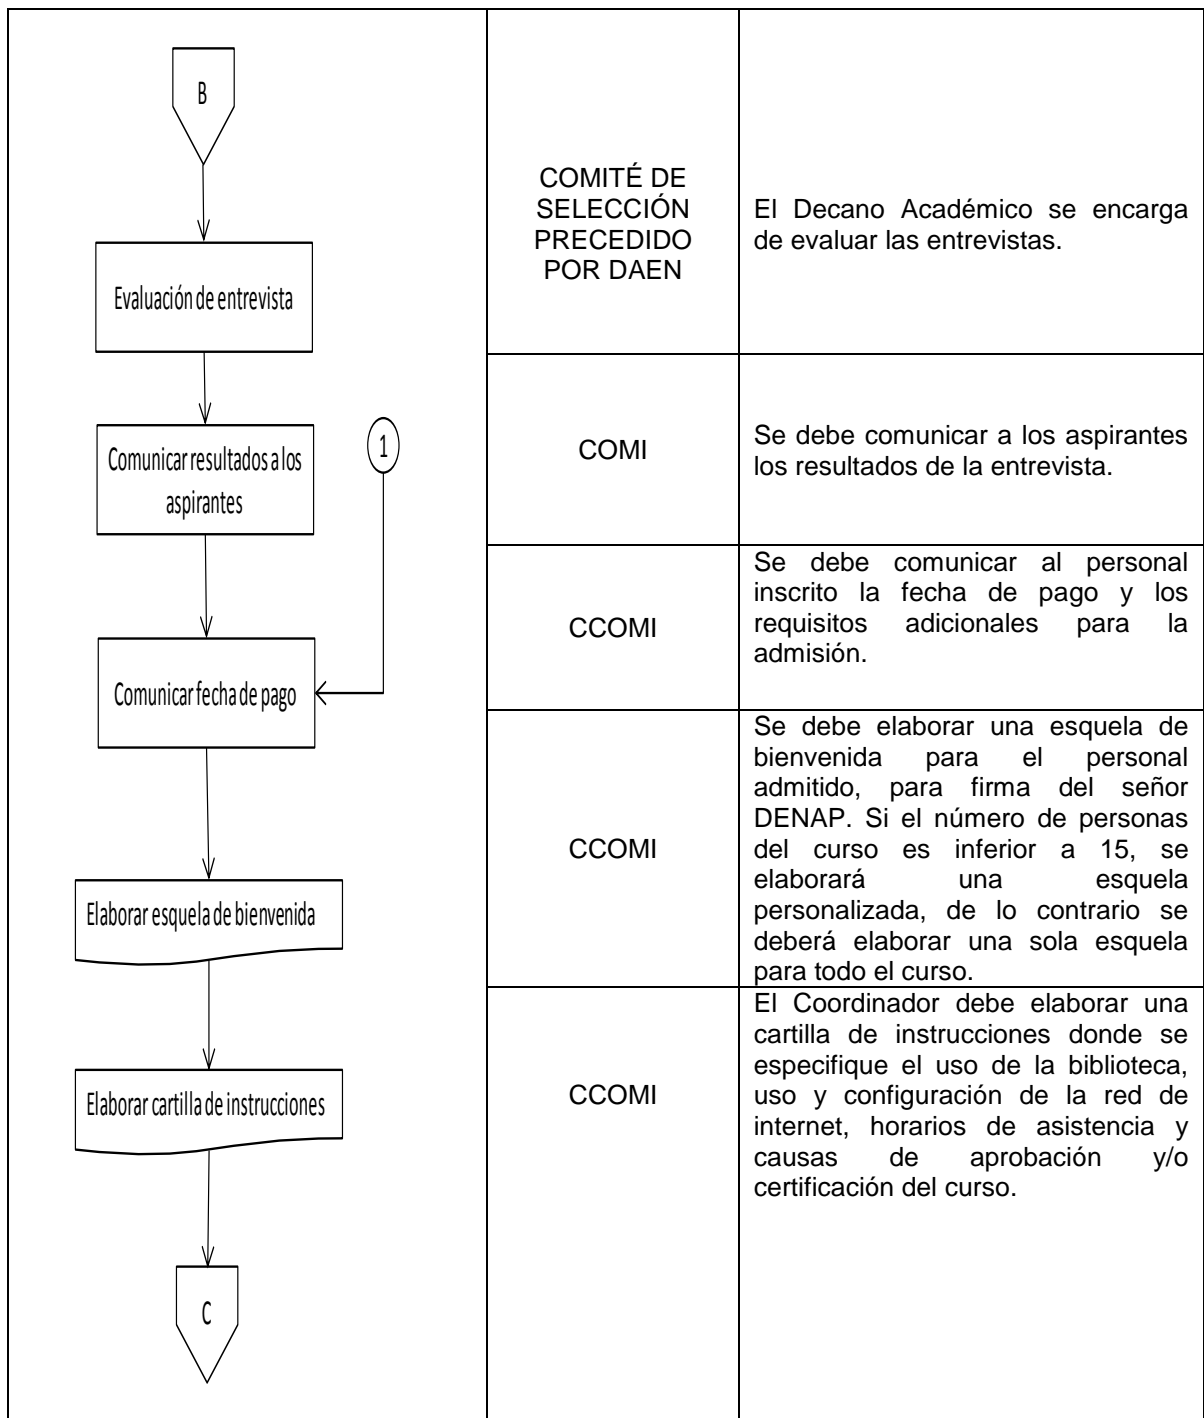 B
Evaluación de entrevista
Comunicar resultados a los
aspirantes
1
Comunicar fecha de pago
Elaborar esquela de bienvenida
Elaborar cartilla de instrucciones
C
COMITÉ DE
SELECCIÓN
PRECEDIDO
POR DAEN
El Decano Académico se encarga
de evaluar las entrevistas.
COMI
Se debe comunicar a los aspirantes
los resultados de la entrevista.
CCOMI
Se debe comunicar al personal
inscrito la fecha de pago y los
requisitos adicionales para la
admisión.
CCOMI
Se debe elaborar una esquela de
bienvenida para el personal
admitido, para firma del señor
DENAP. Si el número de personas
del curso es inferior a 15, se
elaborará una esquela
personalizada, de lo contrario se
deberá elaborar una sola esquela
para todo el curso.
CCOMI
El Coordinador debe elaborar una
cartilla de instrucciones donde se
especifique el uso de la biblioteca,
uso y configuración de la red de
internet, horarios de asistencia y
causas de aprobación y/o
certificación del curso.